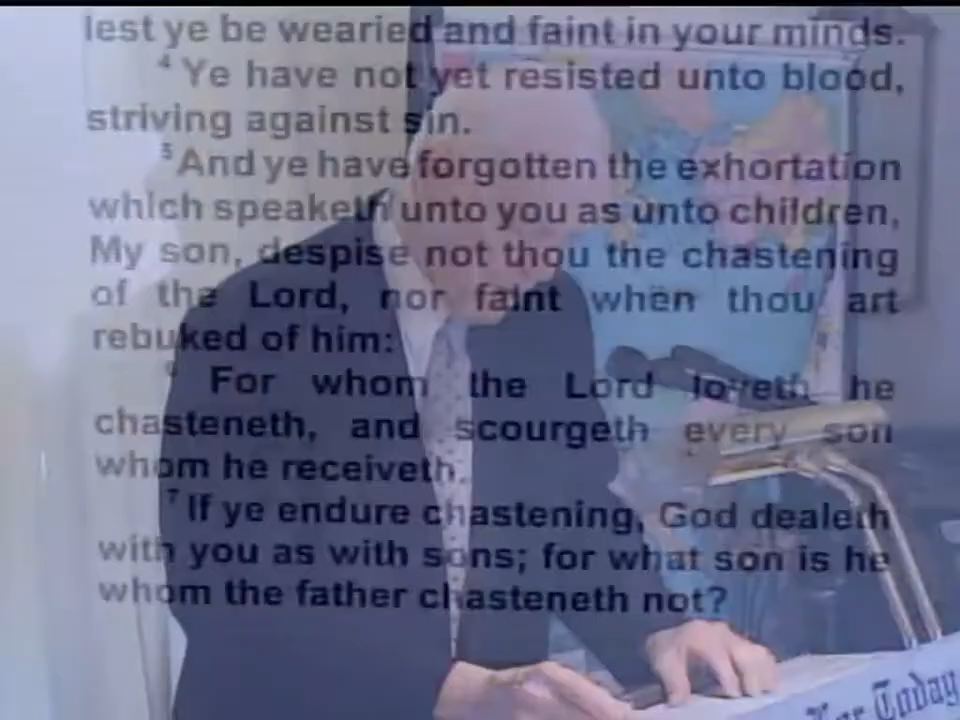 lest ye be wearied and faint in your minds.
4 Ye have not yet resisted unto blood,
striving against sin.
5 And ye have forgotten the exhortation
which speaketh unto you as unto children,
My son, despise not thou the chastening
of the Lord, nor faint when thou art
rebuked of him:
6 For whom the Lord loveth he
chasteneth, and scourgeth every son
whom he receiveth.
7 If ye endure chastening, God dealeth
with you as with sons; for what son is he
whom the father chasteneth not?
For Today